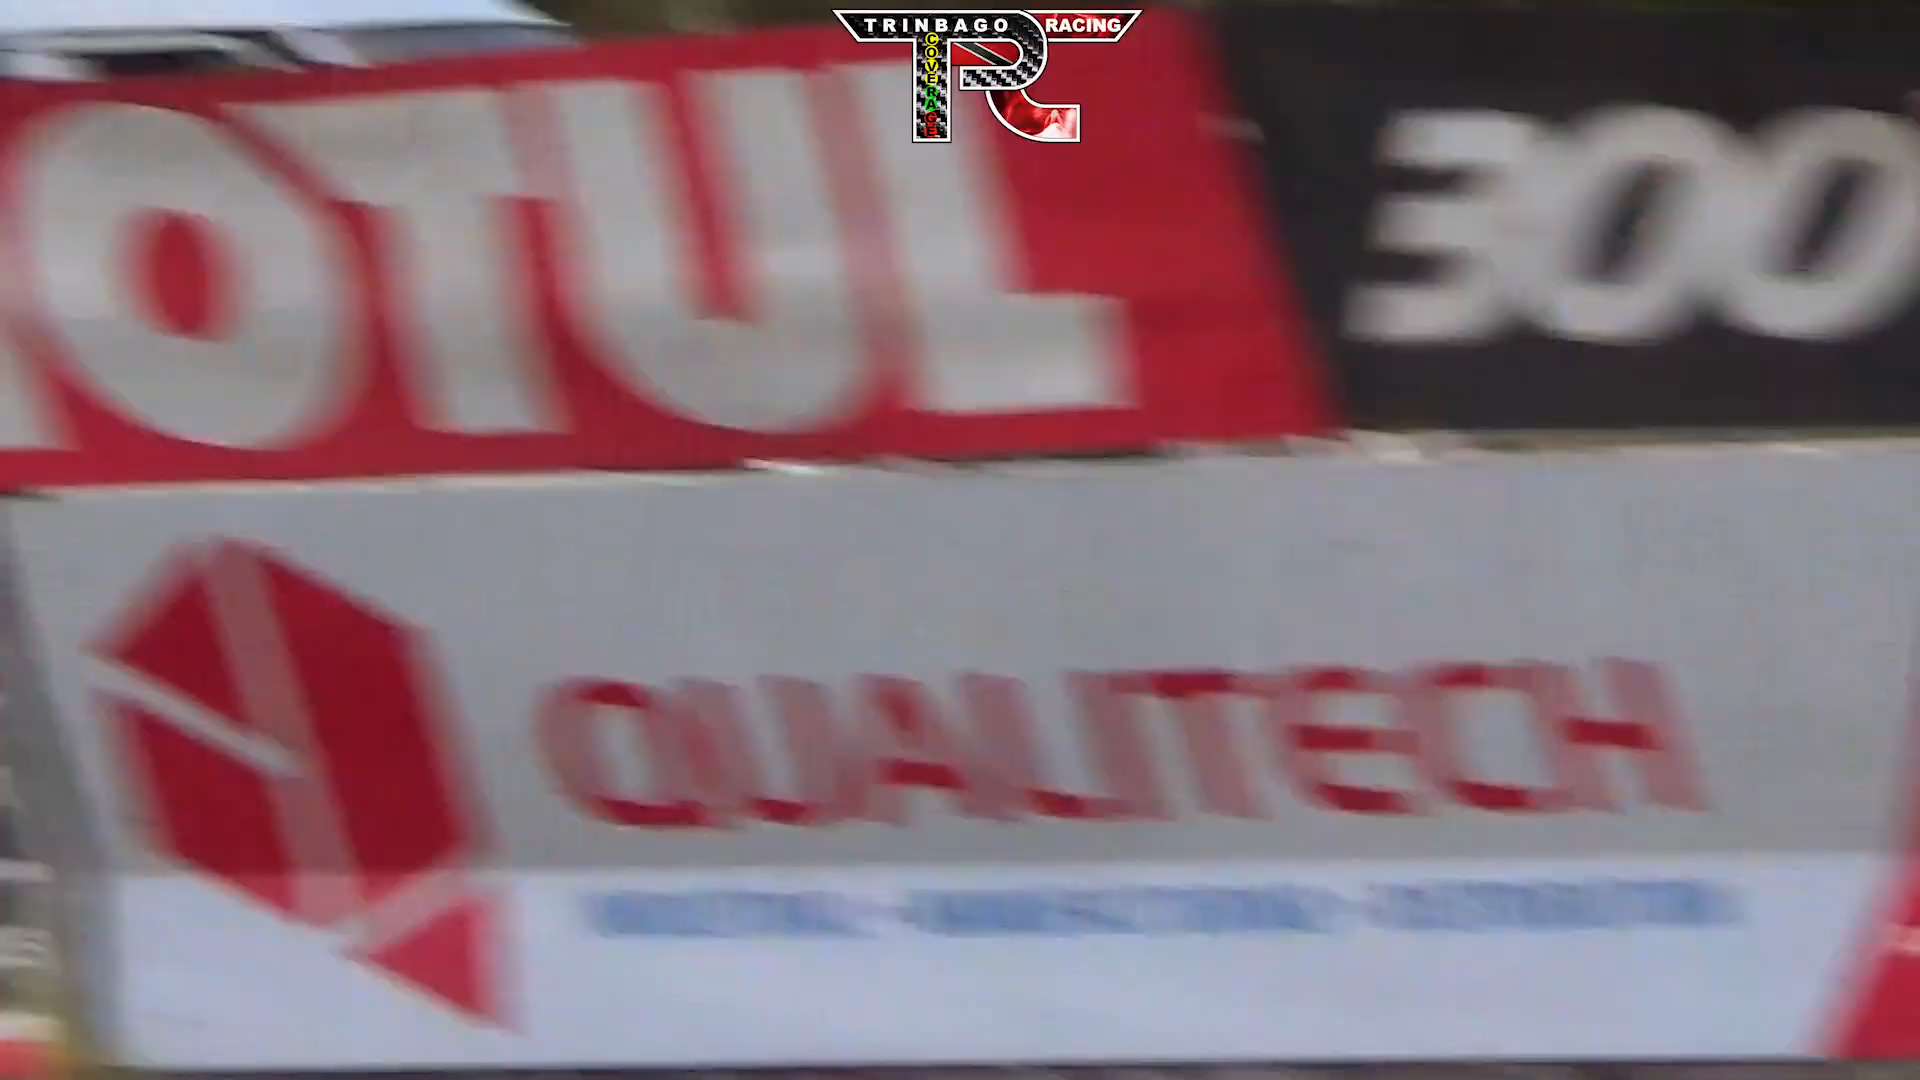 TRINBAGO RACING
COVERAGE
OTUL
300
QUALITECH